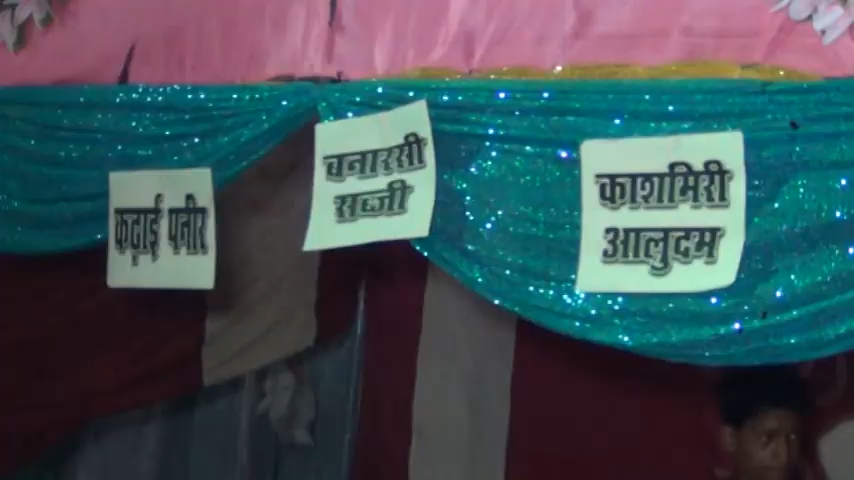 कढ़ाई पनीर
बनारसी
सब्जी
काशमिरी
आलुदम